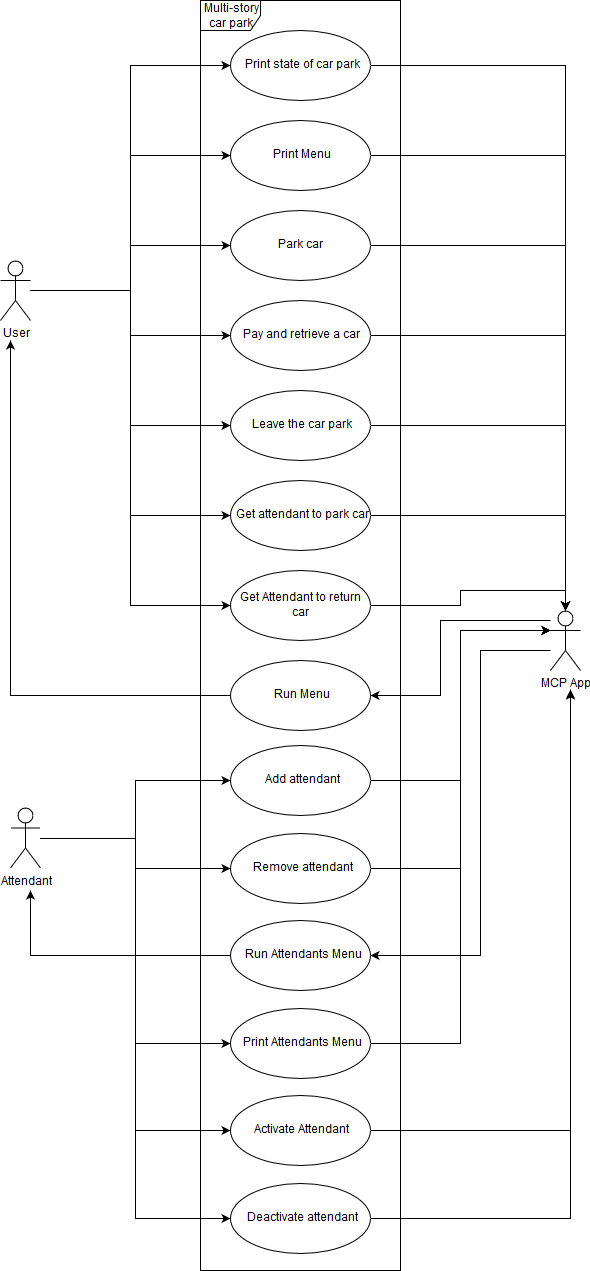 Multi-story
car park
Print state of car park
Print Menu
Park car
User
Pay and retrieve a car
Leave the car park
Get attendant to park car
Get Attendant to return
car
MCP App
Run Menu
Add attendant
Attendant
Remove attendant
Run Attendants Menu
Print Attendants Menu
Activate Attendant
Deactivate attendant